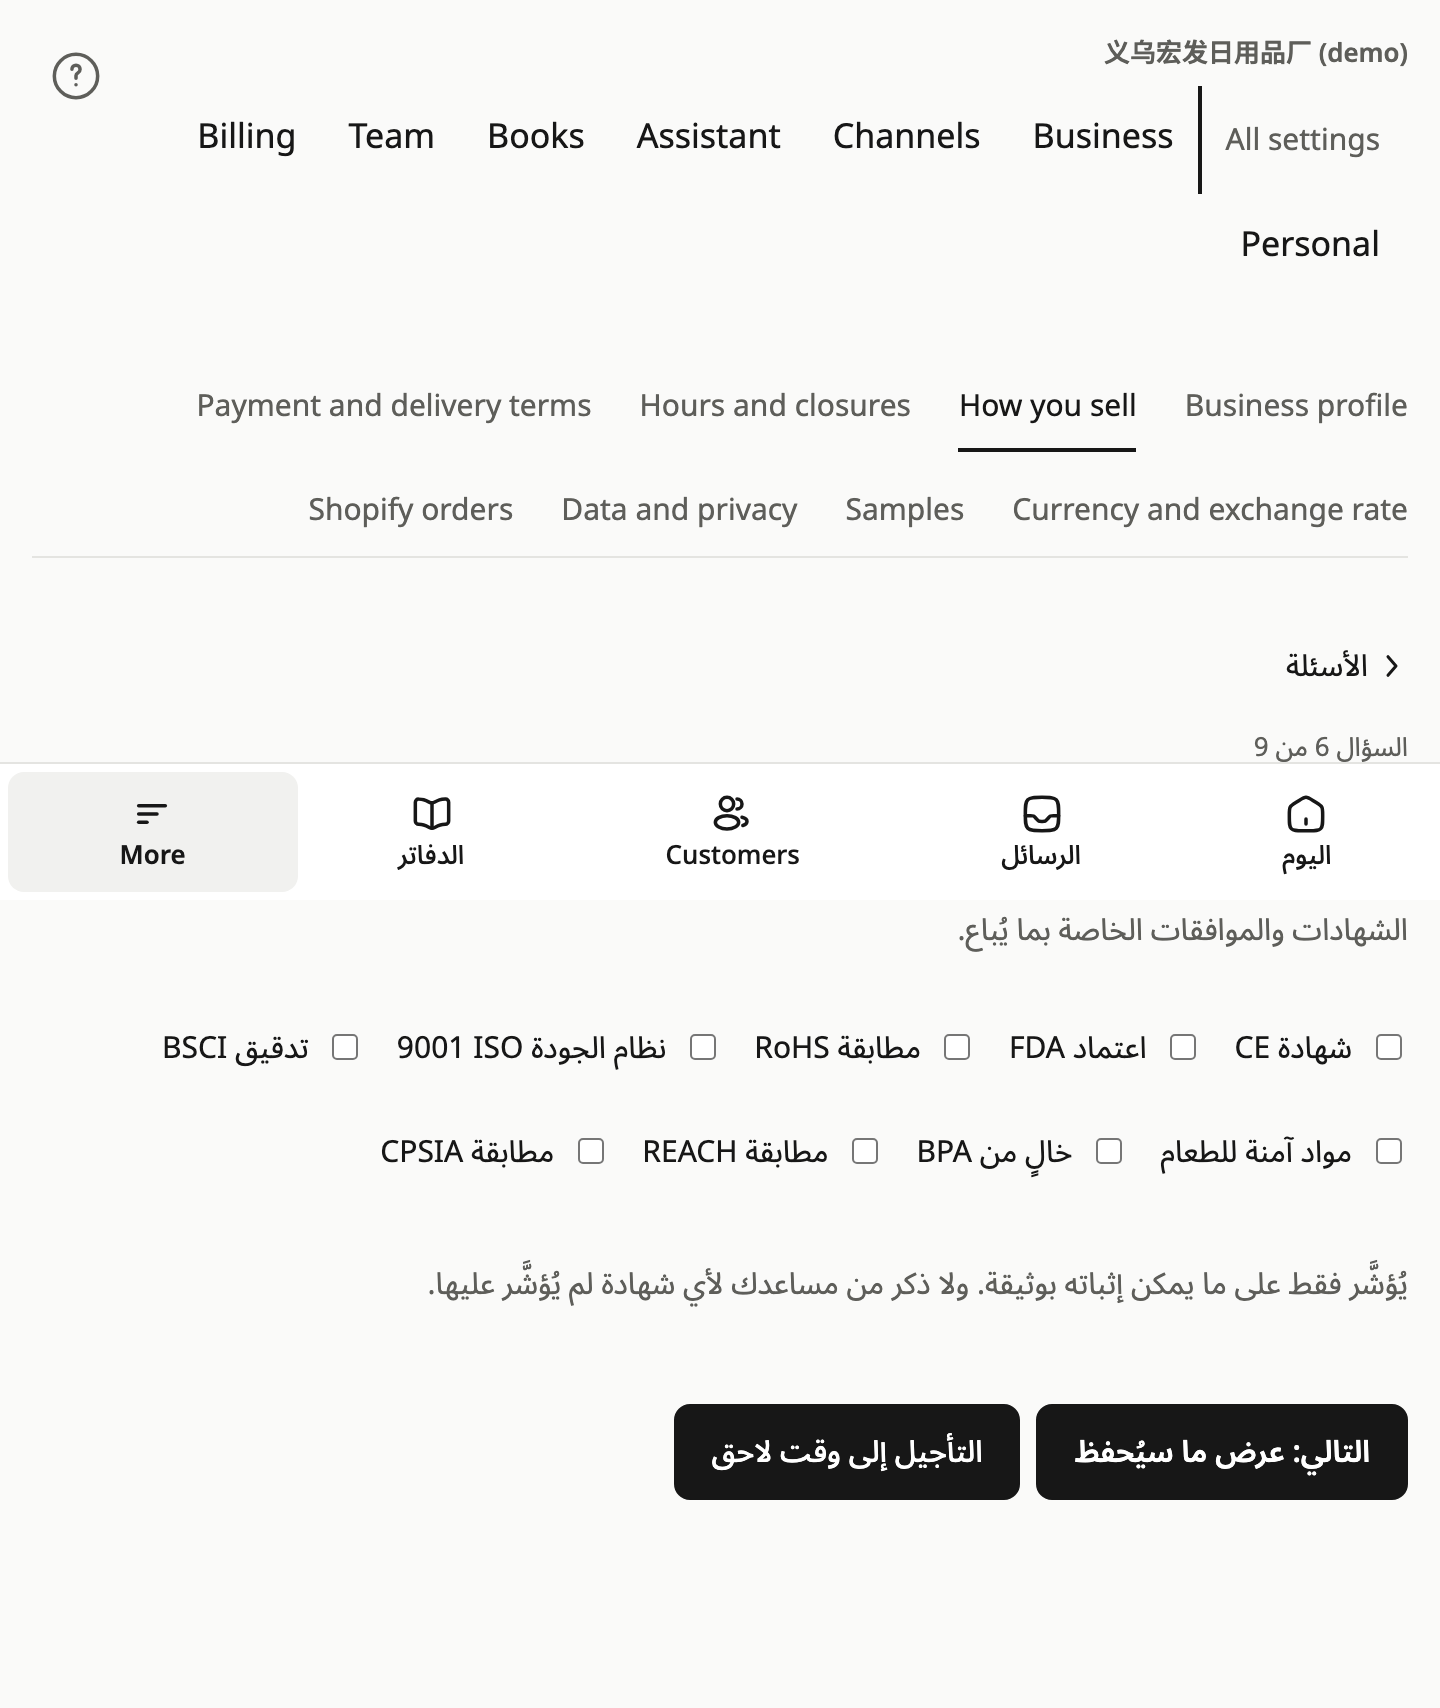 义乌宏发日用品厂 (demo)
All settings
Business
Channels
Assistant
Books
Team
Billing
Personal
Business profile
How you sell
Hours and closures
Payment and delivery terms
Currency and exchange rate
Samples
Data and privacy
Shopify orders
الأسئلة
السؤال 6 من 9
اليوم
الرسائل
Customers
الدفاتر
More
الشهادات والموافقات الخاصة بما يُباع.
شهادة CE
اعتماد FDA
مطابقة RoHS
نظام الجودة ISO 9001
تدقيق BSCI
مواد آمنة للطعام
خالٍ من BPA
مطابقة REACH
مطابقة CPSIA
يُؤشَّر فقط على ما يمكن إثباته بوثيقة. ولا ذكر من مساعدك لأي شهادة لم يُؤشَّر عليها.
التالي: عرض ما سيُحفظ
التأجيل إلى وقت لاحق